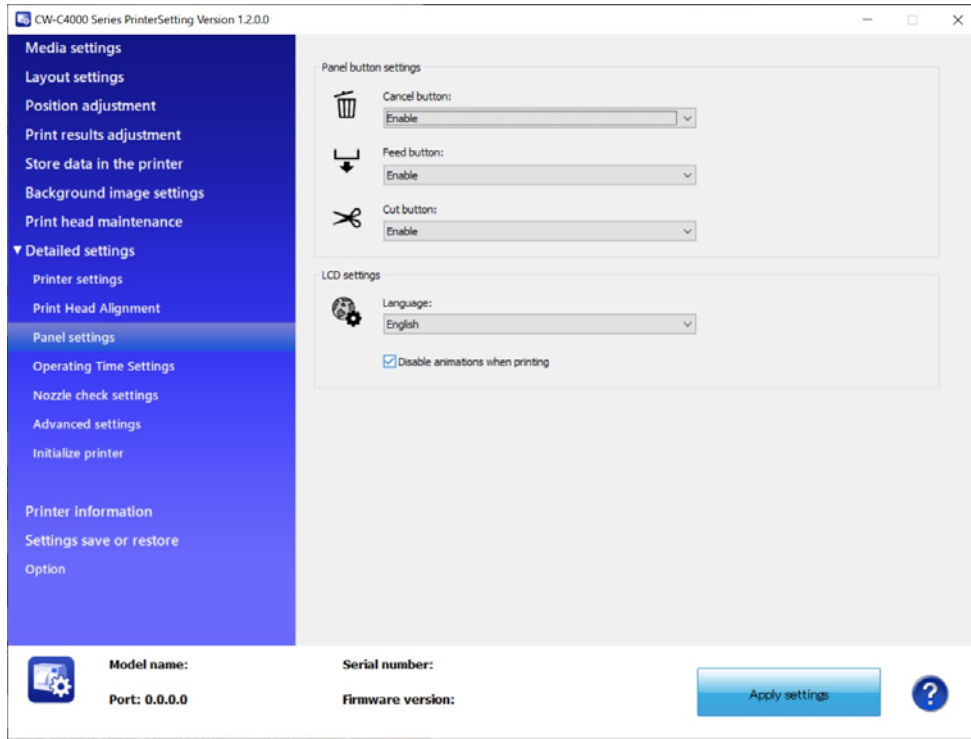 CW-C4000 Series PrinterSetting Version 1.2.0.0
Media settings
Layout settings
Position adjustment
Print results adjustment
Store data in the printer
Background image settings
Print head maintenance
Detailed settings
Printer settings
Print Head Alignment
Panel settings
Operating Time Settings
Nozzle check settings
Advanced settings
Initialize printer
Printer information
Settings save or restore
Option
Panel button settings
Cancel button:
Enable
Feed button:
Enable
Cut button:
Enable
LCD settings
Language:
English
Disable animations when printing
Model name:
Serial number:
Port: 0.0.0.0
Firmware version:
Apply settings
?